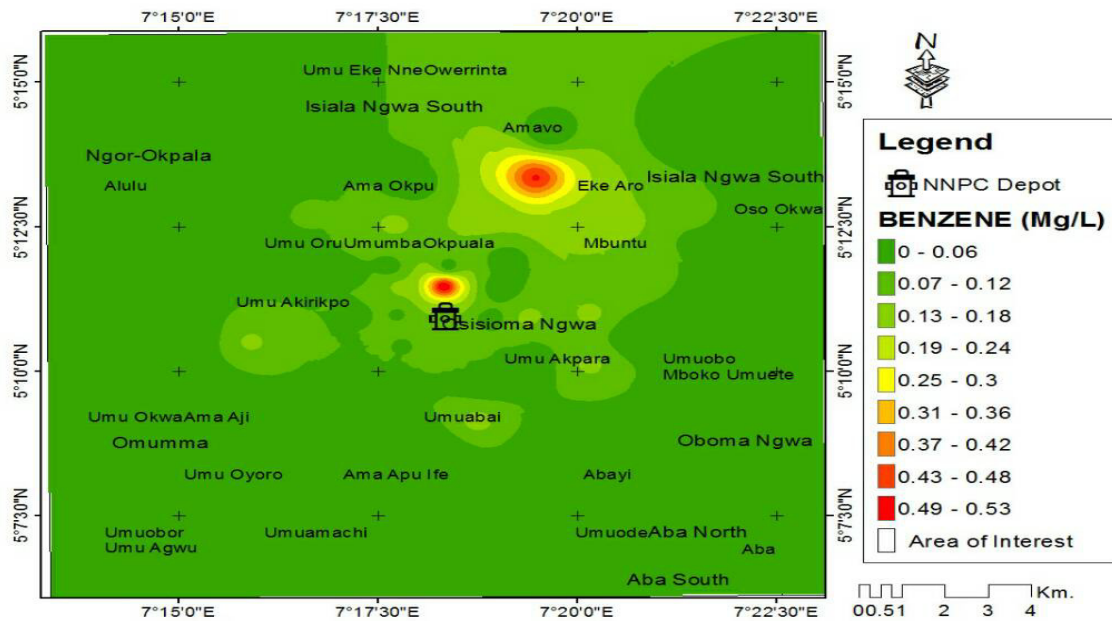 7°15'0"E 7°17'30"E 7°20'0"E 7°22'30"E
N
5°15'0"N 5°15'0"N
Umu Eke NneOwerrinta
Isiala Ngwa South
Amavo
Ngor-Okpala
Alulu Ama Okpu Eke Aro
Isiala Ngwa South
Oso Okwa
5°12'30"N 5°12'30"N
Umu OruUmumbaOkpuala Mbuntu
Umu Akirikpo
Osisioma Ngwa
Umu Akpara Umuobo
Mboko Umuete
5°10'0"N 5°10'0"N
Umu OkwaAma Aji Umuabai
Omumma Oboma Ngwa
Umu Oyoro Ama Apu Ife Abayi
5°7'30"N 5°7'30"N
Umuobor Umuamachi UmuodeAba North
Umu Agwu Aba
Aba South
7°15'0"E 7°17'30"E 7°20'0"E 7°22'30"E
Legend
NNPC Depot
BENZENE (Mg/L)
0 - 0.06
0.07 - 0.12
0.13 - 0.18
0.19 - 0.24
0.25 - 0.3
0.31 - 0.36
0.37 - 0.42
0.43 - 0.48
0.49 - 0.53
Area of Interest
Km.
00.51 2 3 4